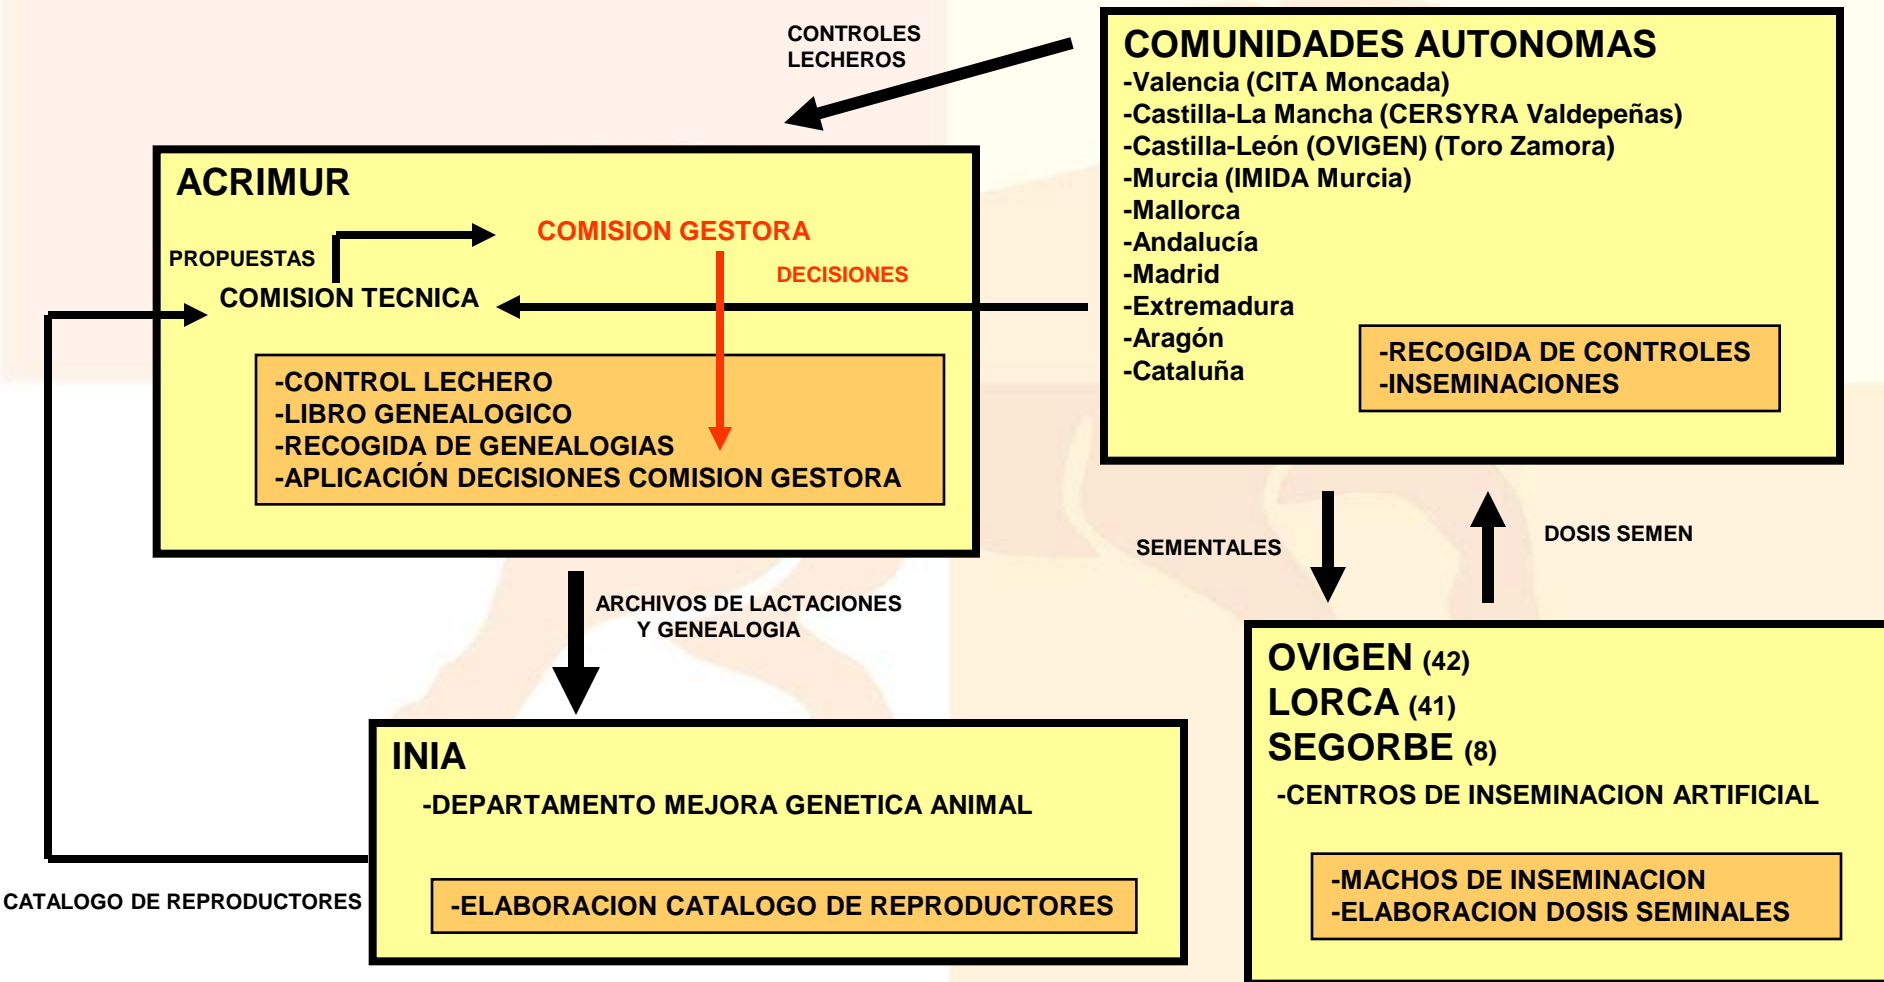 CONTROLES
LECHEROS
COMUNIDADES AUTONOMAS
-Valencia (CITA Moncada)
-Castilla-La Mancha (CERSYRA Valdepeñas)
-Castilla-León (OVIGEN) (Toro Zamora)
-Murcia (IMIDA Murcia)
-Mallorca
-Andalucía
-Madrid
-Extremadura
-Aragón
-Cataluña
-RECOGIDA DE CONTROLES
-INSEMINACIONES
ACRIMUR
COMISION GESTORA
PROPUESTAS
DECISIONES
COMISION TECNICA
-CONTROL LECHERO
-LIBRO GENEALOGICO
-RECOGIDA DE GENEALOGIAS
-APLICACIÓN DECISIONES COMISION GESTORA
SEMENTALES
DOSIS SEMEN
ARCHIVOS DE LACTACIONES
Y GENEALOGIA
OVIGEN (42)
LORCA (41)
SEGORBE (8)
-CENTROS DE INSEMINACION ARTIFICIAL
-MACHOS DE INSEMINACION
-ELABORACION DOSIS SEMINALES
INIA
-DEPARTAMENTO MEJORA GENETICA ANIMAL
-ELABORACION CATALOGO DE REPRODUCTORES
CATALOGO DE REPRODUCTORES